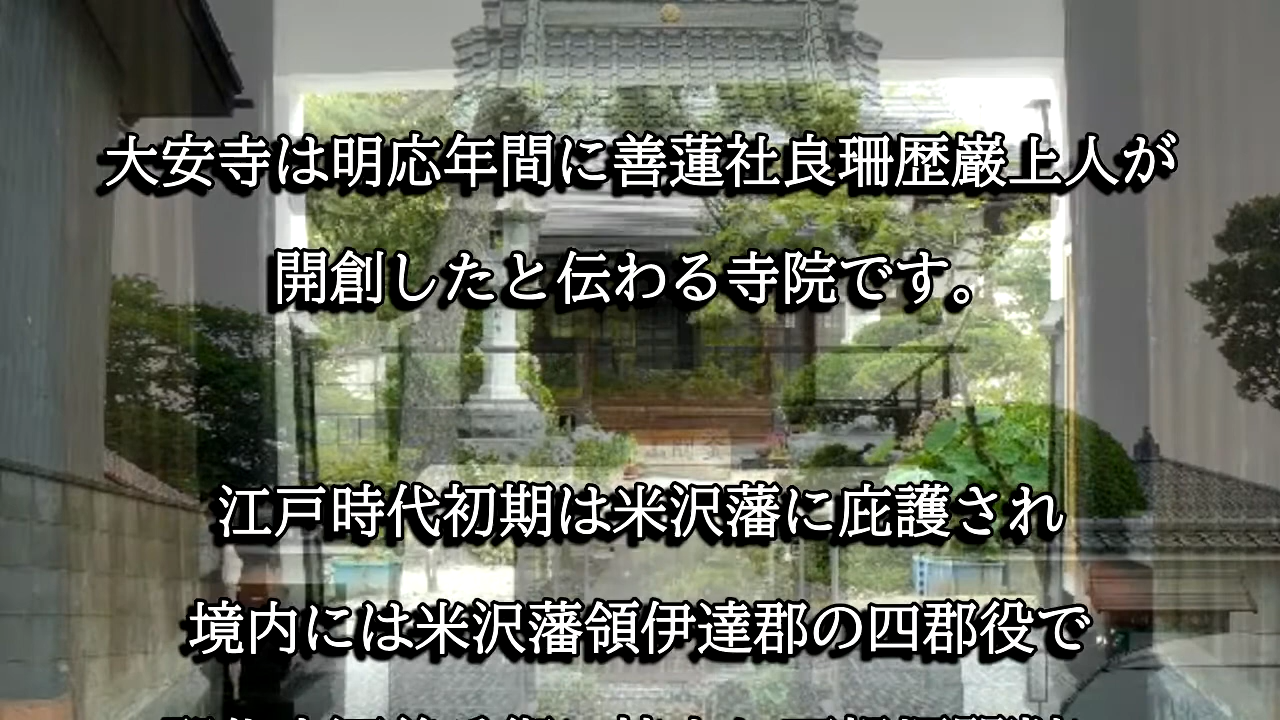 大安寺は明応年間に善蓮社良珊歴巌上人が
開創したと伝わる寺院です。
江戸時代初期は米沢藩に庇護され
境内には米沢藩領伊達郡の四郡役で